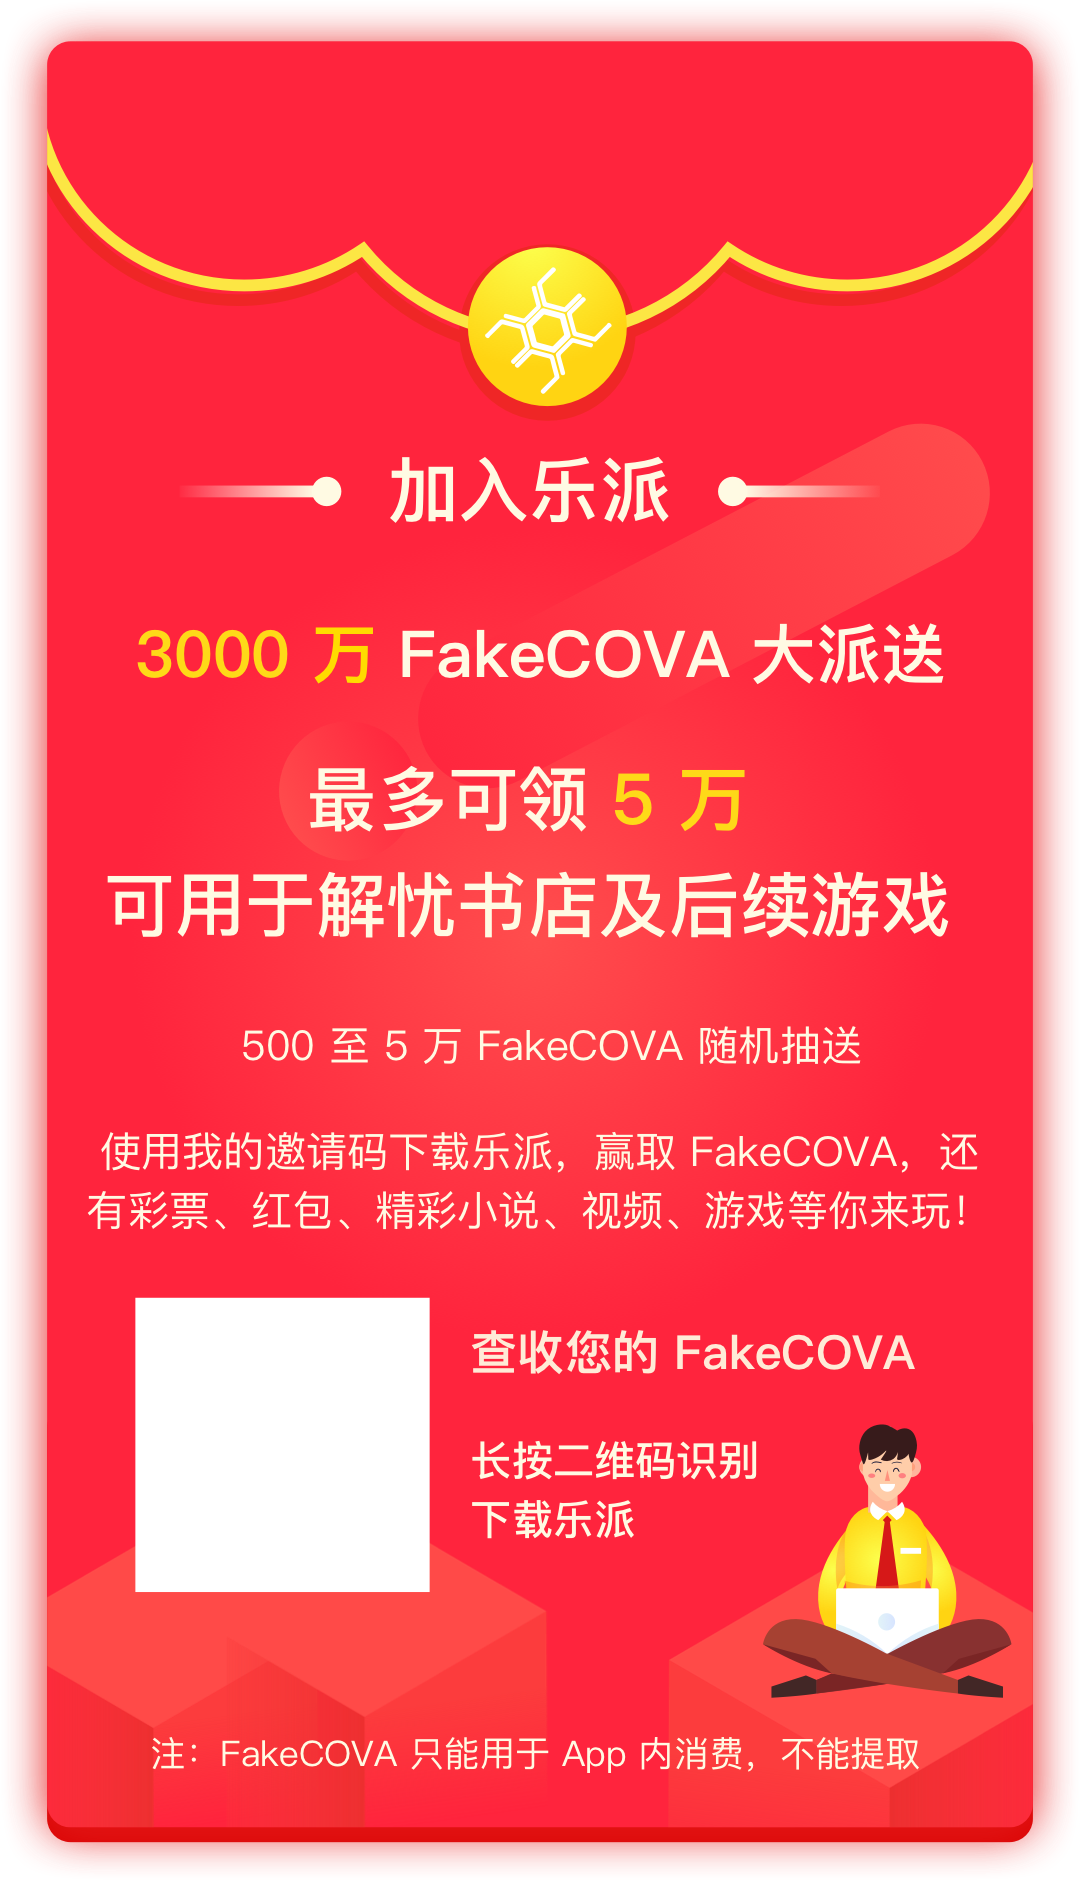 加入乐派
3000 万 FakeCOVA 大派送
最多可领 5 万
可用于解忧书店及后续游戏
500 至 5 万 FakeCOVA 随机抽送
使用我的邀请码下载乐派，赢取 FakeCOVA，还
有彩票、红包、精彩小说、视频、游戏等你来玩！
查收您的 FakeCOVA
长按二维码识别
下载乐派
注：FakeCOVA 只能用于 App 内消费，不能提取